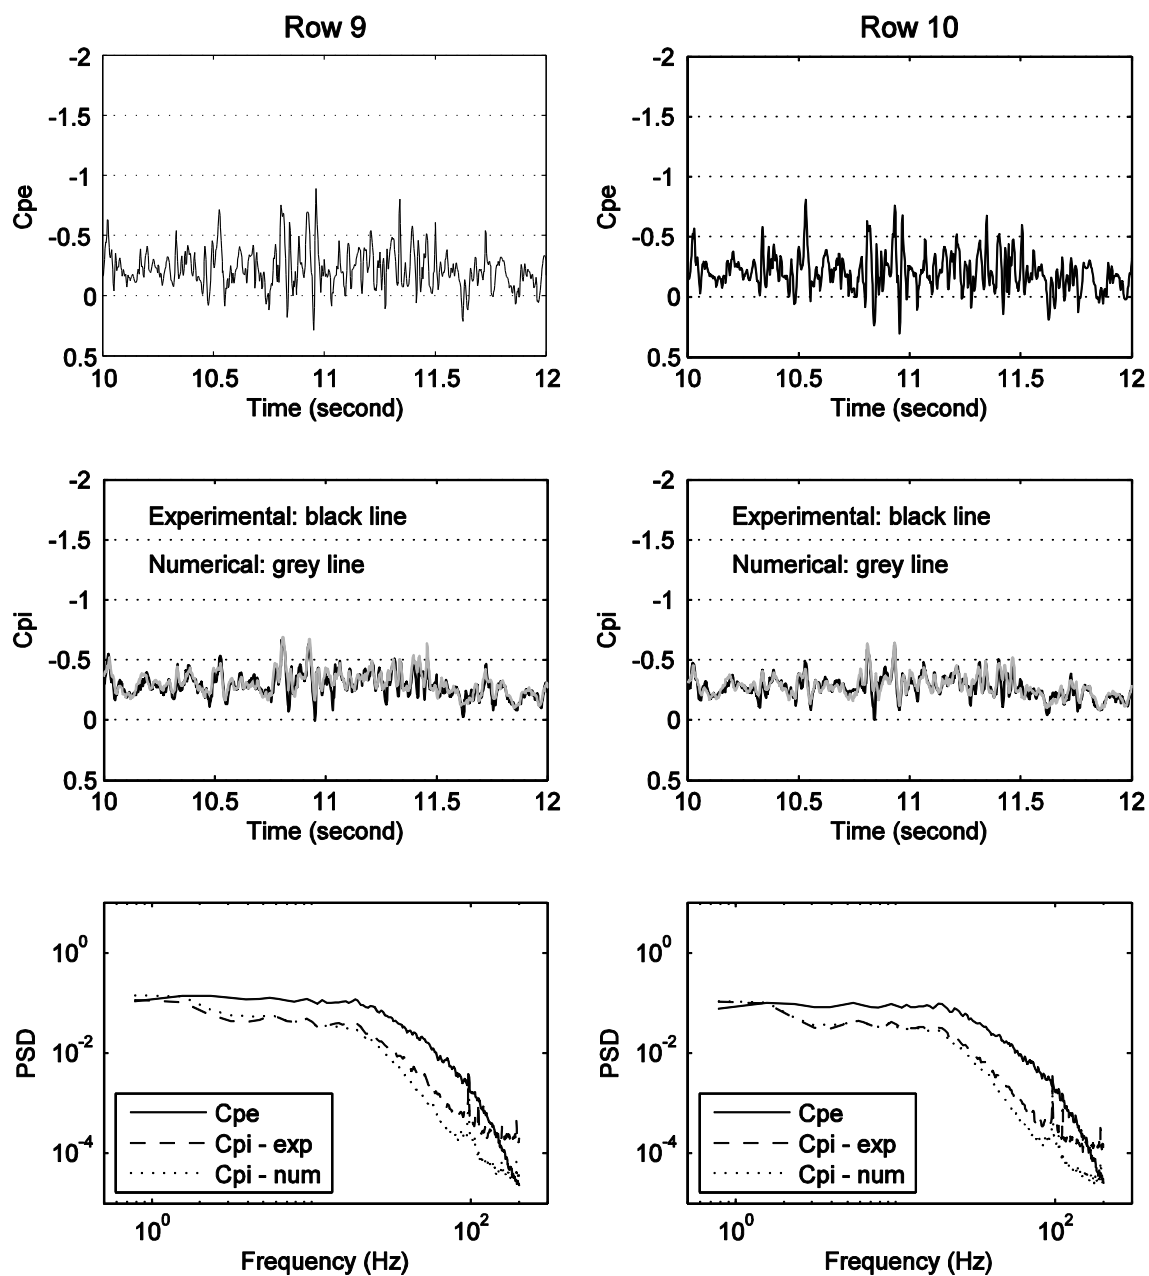 Row 9
-2
-1.5
-1
-0.5
0
0.5
Cpe
10 10.5 11 11.5 12
Time (second)
Row 10
-2
-1.5
-1
-0.5
0
0.5
Cpe
10 10.5 11 11.5 12
Time (second)
-2
-1.5
-1
-0.5
0
0.5
Cpi
Experimental: black line
Numerical: grey line
10 10.5 11 11.5 12
Time (second)
-2
-1.5
-1
-0.5
0
0.5
Cpi
Experimental: black line
Numerical: grey line
10 10.5 11 11.5 12
Time (second)
10^0
10^-2
10^-4
PSD
Cpe
Cpi - exp
Cpi - num
10^0 10^2
Frequency (Hz)
10^0
10^-2
10^-4
PSD
Cpe
Cpi - exp
Cpi - num
10^0 10^2
Frequency (Hz)